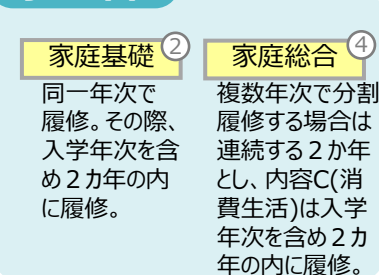 家庭基礎②
同一年次で
履修。その際、
入学年次を含
め２カ年の内
に履修。
家庭総合④
複数年次で分割
履修する場合は
連続する２か年
とし、内容C(消
費生活)は入学
年次を含め２カ
年の内に履修。